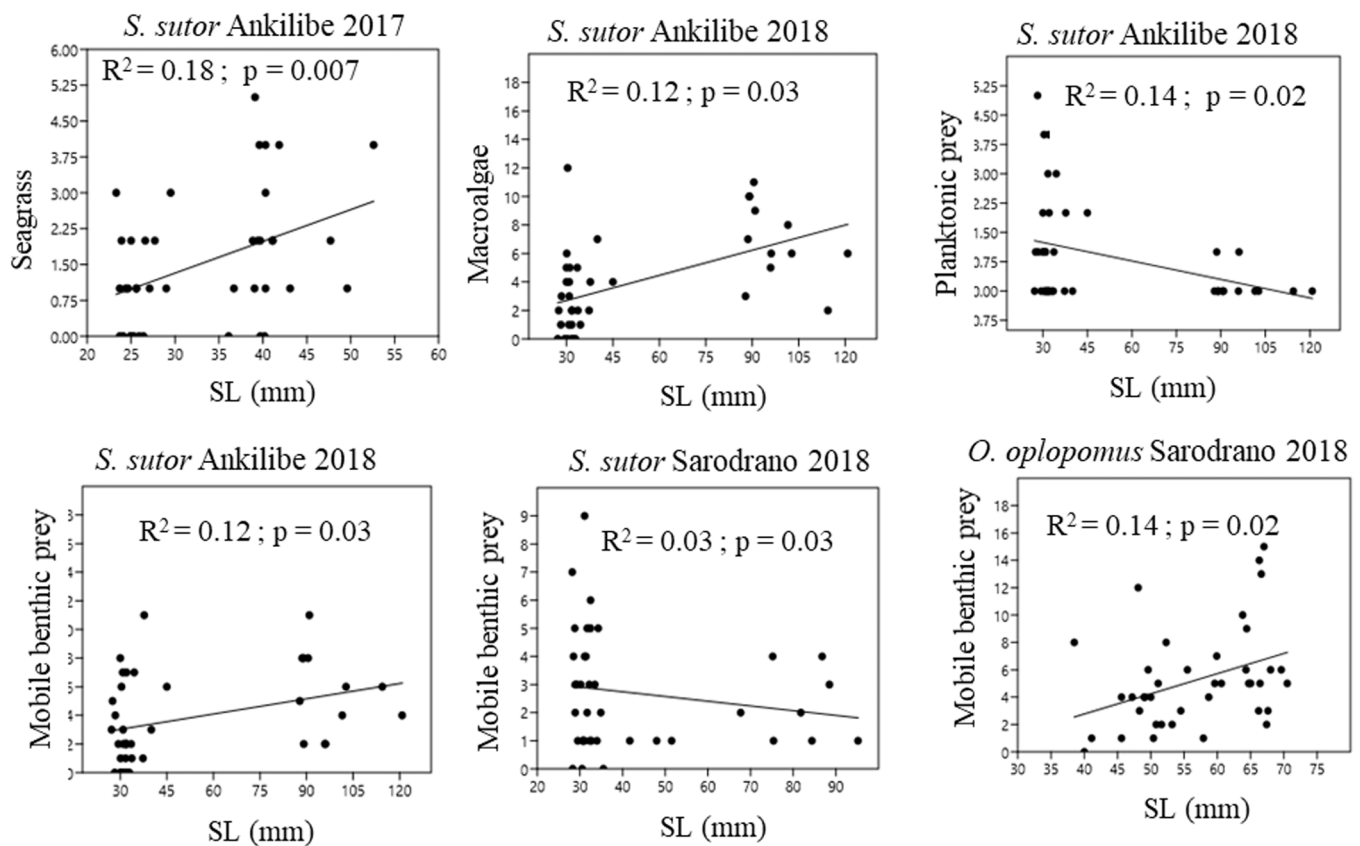 S. sutor Ankilibe 2017
R² = 0.18 ; p = 0.007
Seagrass
6.00
5.25
4.50
3.75
3.00
2.25
1.50
0.75
0.00
20 25 30 35 40 45 50 55 60
SL (mm)
S. sutor Ankilibe 2018
R² = 0.12 ; p = 0.03
Macroalgae
18
16
14
12
10
8
6
4
2
0
30 45 60 75 90 105 120
SL (mm)
S. sutor Ankilibe 2018
R² = 0.14 ; p = 0.02
Planktonic prey
5.25
4.50
3.75
3.00
2.25
1.50
0.75
0.00
0.75
30 45 60 75 90 105 120
SL (mm)
S. sutor Ankilibe 2018
R² = 0.12 ; p = 0.03
Mobile benthic prey
30 45 60 75 90 105 120
SL (mm)
S. sutor Sarodrano 2018
R² = 0.03 ; p = 0.03
Mobile benthic prey
9
8
7
6
5
4
3
2
1
0
20 30 40 50 60 70 80 90
SL (mm)
O. oplopomus Sarodrano 2018
R² = 0.14 ; p = 0.02
Mobile benthic prey
18
16
14
12
10
8
6
4
2
0
30 35 40 45 50 55 60 65 70 75
SL (mm)